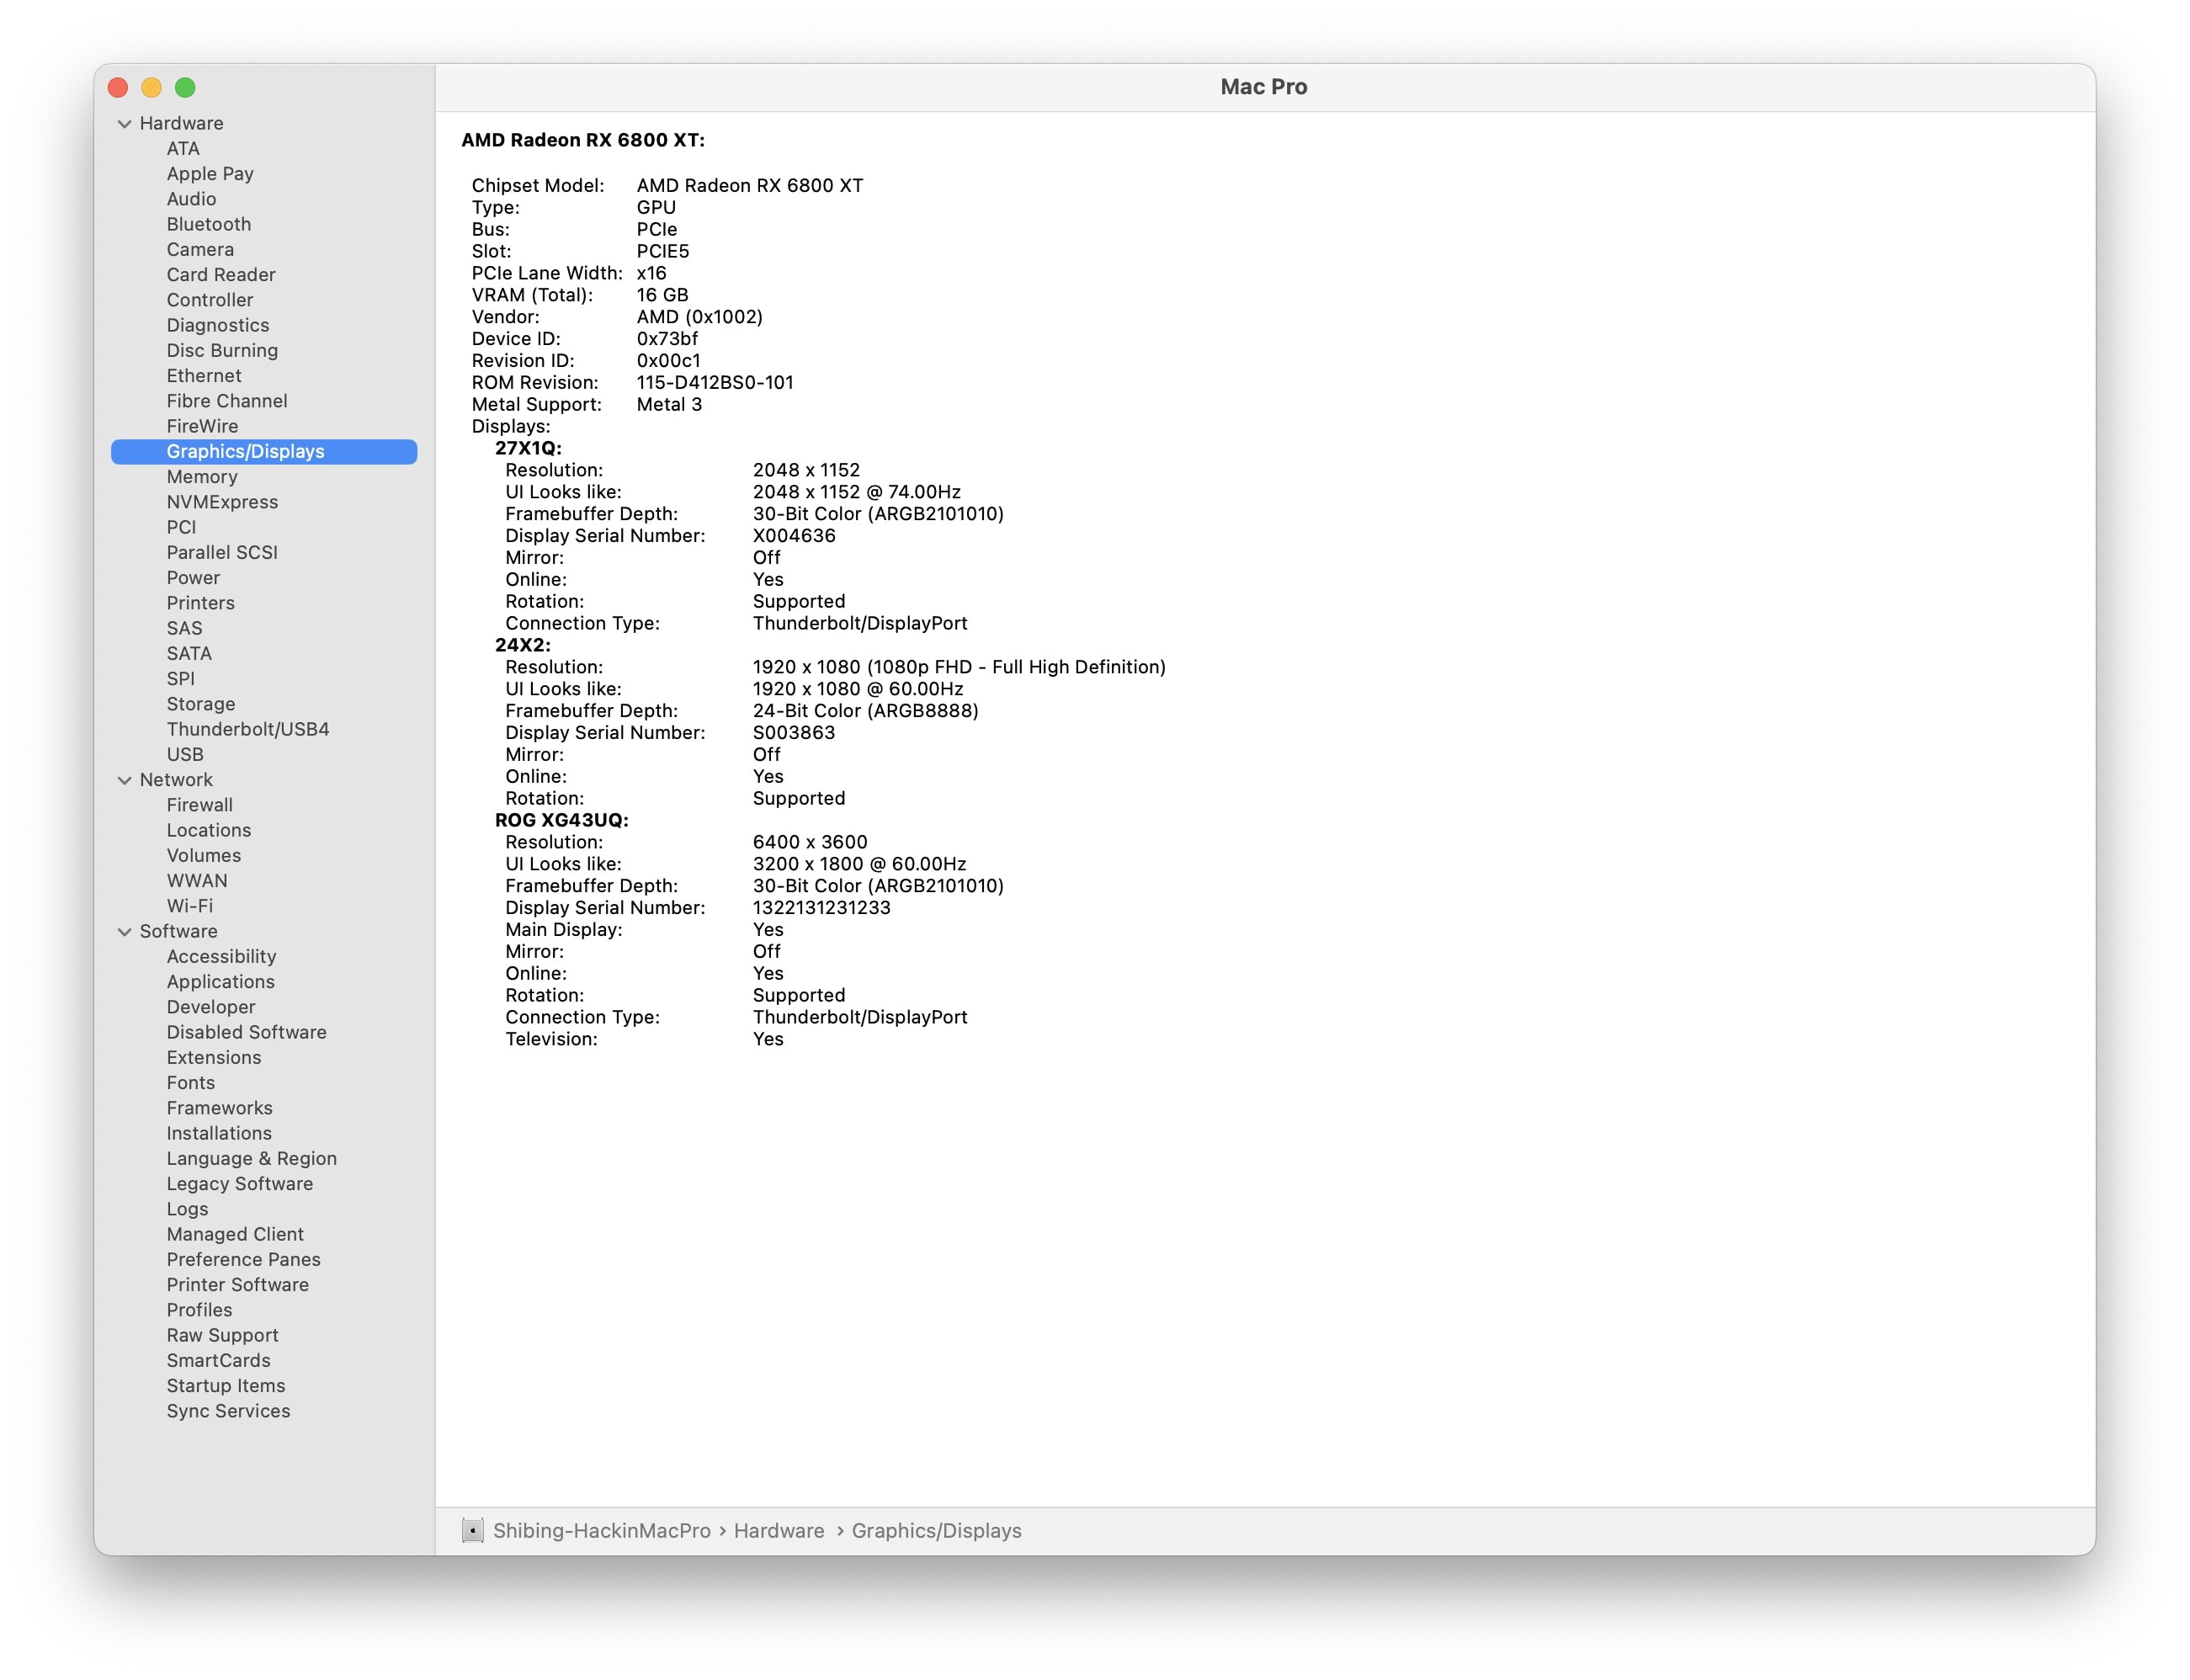 Mac Pro
Hardware
ATA
Apple Pay
Audio
Bluetooth
Camera
Card Reader
Controller
Diagnostics
Disc Burning
Ethernet
Fibre Channel
FireWire
Graphics/Displays
Memory
NVMExpress
PCI
Parallel SCSI
Power
Printers
SAS
SATA
SPI
Storage
Thunderbolt/USB4
USB
Network
Firewall
Locations
Volumes
WWAN
Wi-Fi
Software
Accessibility
Applications
Developer
Disabled Software
Extensions
Fonts
Frameworks
Installations
Language & Region
Legacy Software
Logs
Managed Client
Preference Panes
Printer Software
Profiles
Raw Support
SmartCards
Startup Items
Sync Services
AMD Radeon RX 6800 XT:
Chipset Model: AMD Radeon RX 6800 XT
Type: GPU
Bus: PCIe
Slot: PCIE5
PCIe Lane Width: x16
VRAM (Total): 16 GB
Vendor: AMD (0x1002)
Device ID: 0x73bf
Revision ID: 0x00c1
ROM Revision: 115-D412BS0-101
Metal Support: Metal 3
Displays:
27X1Q:
Resolution: 2048 x 1152
UI Looks like: 2048 x 1152 @ 74.00Hz
Framebuffer Depth: 30-Bit Color (ARGB2101010)
Display Serial Number: X004636
Mirror: Off
Online: Yes
Rotation: Supported
Connection Type: Thunderbolt/DisplayPort
24X2:
Resolution: 1920 x 1080 (1080p FHD - Full High Definition)
UI Looks like: 1920 x 1080 @ 60.00Hz
Framebuffer Depth: 24-Bit Color (ARGB8888)
Display Serial Number: S003863
Mirror: Off
Online: Yes
Rotation: Supported
ROG XG43UQ:
Resolution: 6400 x 3600
UI Looks like: 3200 x 1800 @ 60.00Hz
Framebuffer Depth: 30-Bit Color (ARGB2101010)
Display Serial Number: 1322131231233
Main Display: Yes
Mirror: Off
Online: Yes
Rotation: Supported
Connection Type: Thunderbolt/DisplayPort
Television: Yes
Shibing-HackinMacPro › Hardware › Graphics/Displays